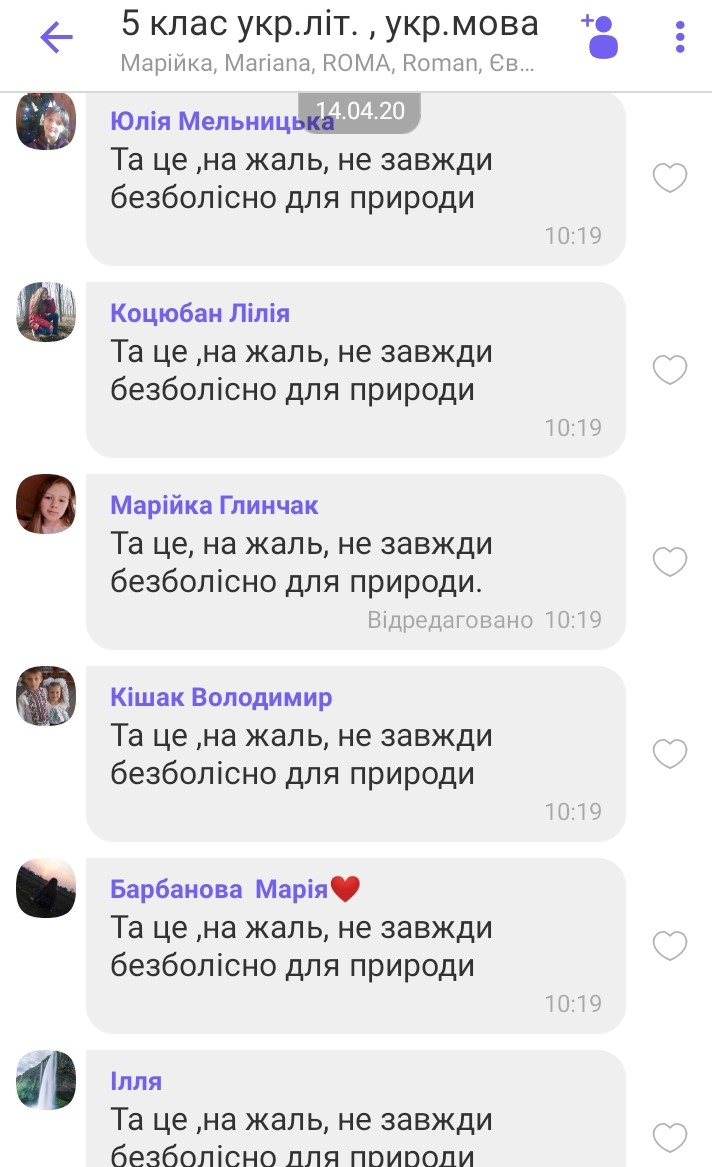 5 клас укр.літ. , укр.мова
Марійка, Mariana, ROMA, Roman, Єв...
14.04.20
Юлія Мельницька
Та це ,на жаль, не завжди
безболісно для природи
10:19
Коцюбан Лілія
Та це ,на жаль, не завжди
безболісно для природи
10:19
Марійка Глинчак
Та це, на жаль, не завжди
безболісно для природи.
Відредаговано 10:19
Кішак Володимир
Та це ,на жаль, не завжди
безболісно для природи
10:19
Барбанова Марія❤️
Та це ,на жаль, не завжди
безболісно для природи
10:19
Ілля
Та це ,на жаль, не завжди
безболісно для природи